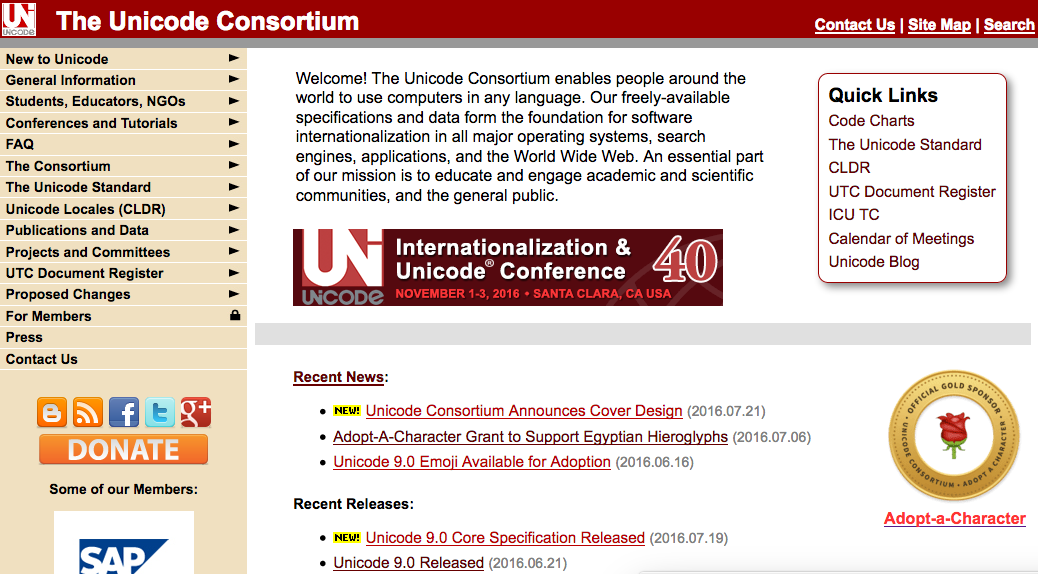 UNICODE
The Unicode Consortium
Contact Us | Site Map | Search
New to Unicode
General Information
Students, Educators, NGOs
Conferences and Tutorials
FAQ
The Consortium
The Unicode Standard
Unicode Locales (CLDR)
Publications and Data
Projects and Committees
UTC Document Register
Proposed Changes
For Members
Press
Contact Us
DONATE
Some of our Members:
SAP
Welcome! The Unicode Consortium enables people around the
world to use computers in any language. Our freely-available
specifications and data form the foundation for software
internationalization in all major operating systems, search
engines, applications, and the World Wide Web. An essential part
of our mission is to educate and engage academic and scientific
communities, and the general public.
UNICODE
Internationalization &
Unicode® Conference
40
NOVEMBER 1-3, 2016 • SANTA CLARA, CA USA
Quick Links
Code Charts
The Unicode Standard
CLDR
UTC Document Register
ICU TC
Calendar of Meetings
Unicode Blog
Recent News:
• NEW! Unicode Consortium Announces Cover Design (2016.07.21)
• Adopt-A-Character Grant to Support Egyptian Hieroglyphs (2016.07.06)
• Unicode 9.0 Emoji Available for Adoption (2016.06.16)
Recent Releases:
• NEW! Unicode 9.0 Core Specification Released (2016.07.19)
• Unicode 9.0 Released (2016.06.21)
OFFICIAL GOLD SPONSOR
UNICODE CONSORTIUM • ADOPT A CHARACTER
Adopt-a-Character